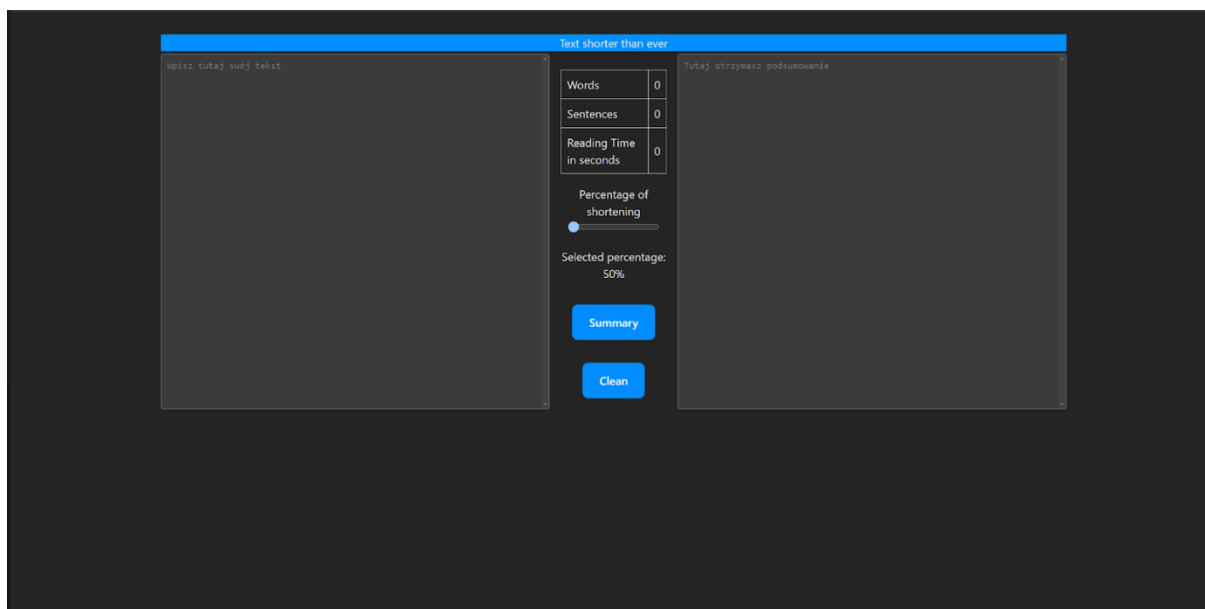 Text shorter than ever
Wpisz tutaj swój tekst
Words 0
Sentences 0
Reading Time
in seconds 0
Percentage of
shortening
Selected percentage:
50%
Summary
Clean
Tutaj otrzymasz podsumowanie